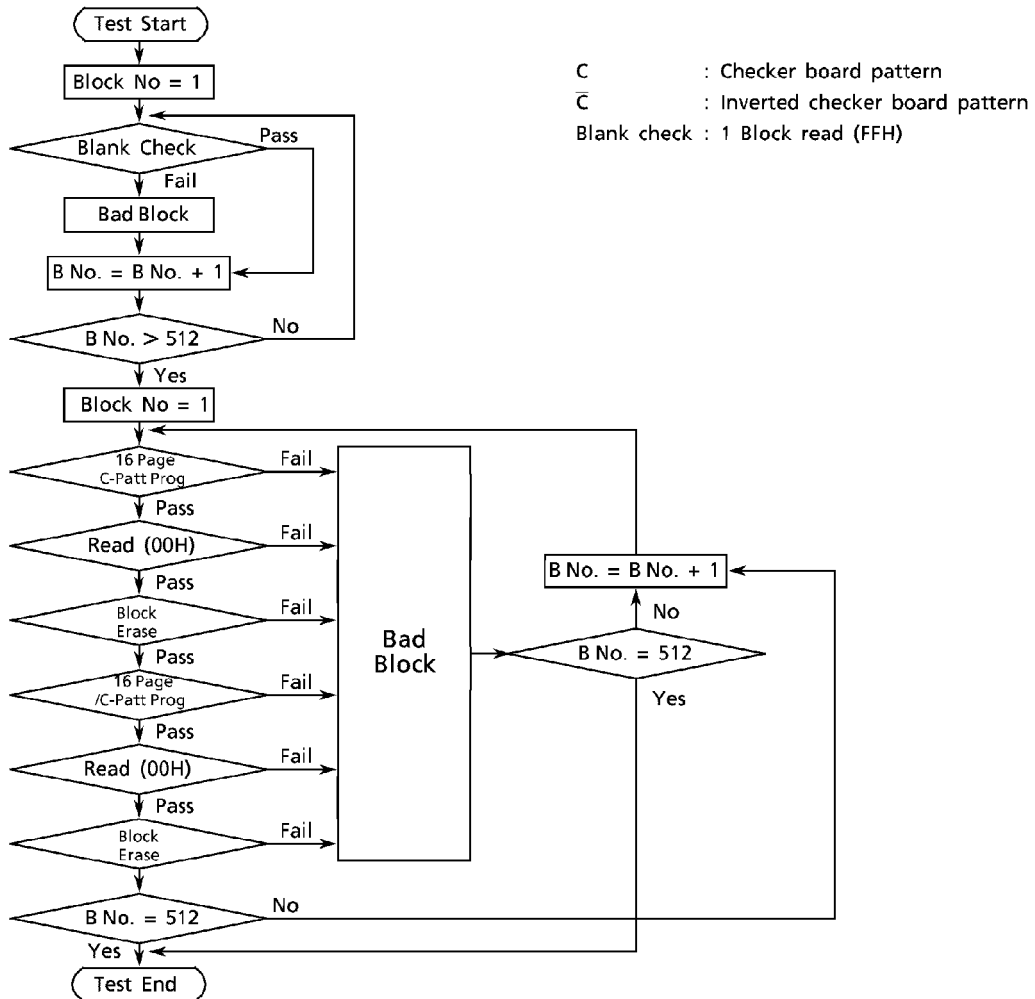 Test Start
Block No = 1
Blank Check
Pass
Fail
Bad Block
B No. = B No. + 1
B No. > 512
No
Yes
Block No = 1
C : Checker board pattern
C̅ : Inverted checker board pattern
Blank check : 1 Block read (FFH)
16 Page
C-Patt Prog
Fail
Pass
Read (00H)
Fail
Pass
Block
Erase
Fail
Pass
16 Page
/C-Patt Prog
Fail
Pass
Read (00H)
Fail
Pass
Block
Erase
Fail
Bad
Block
B No. = B No. + 1
No
B No. = 512
Yes
B No. = 512
No
Yes
Test End